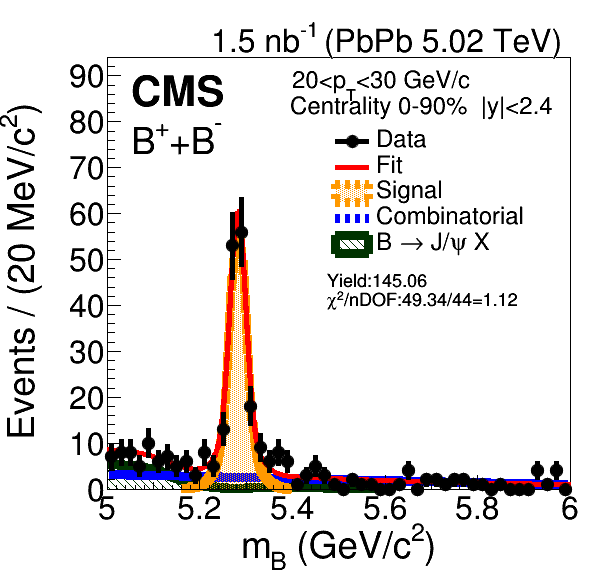 1.5 nb⁻¹ (PbPb 5.02 TeV)
CMS
B⁺+B⁻
20<p_T<30 GeV/c
Centrality 0-90% |y|<2.4
Data
Fit
Signal
Combinatorial
B → J/ψ X
Yield:145.06
χ²/nDOF:49.34/44=1.12
Events / (20 MeV/c²)
90
80
70
60
50
40
30
20
10
0
5 5.2 5.4 5.6 5.8 6
m_B (GeV/c²)